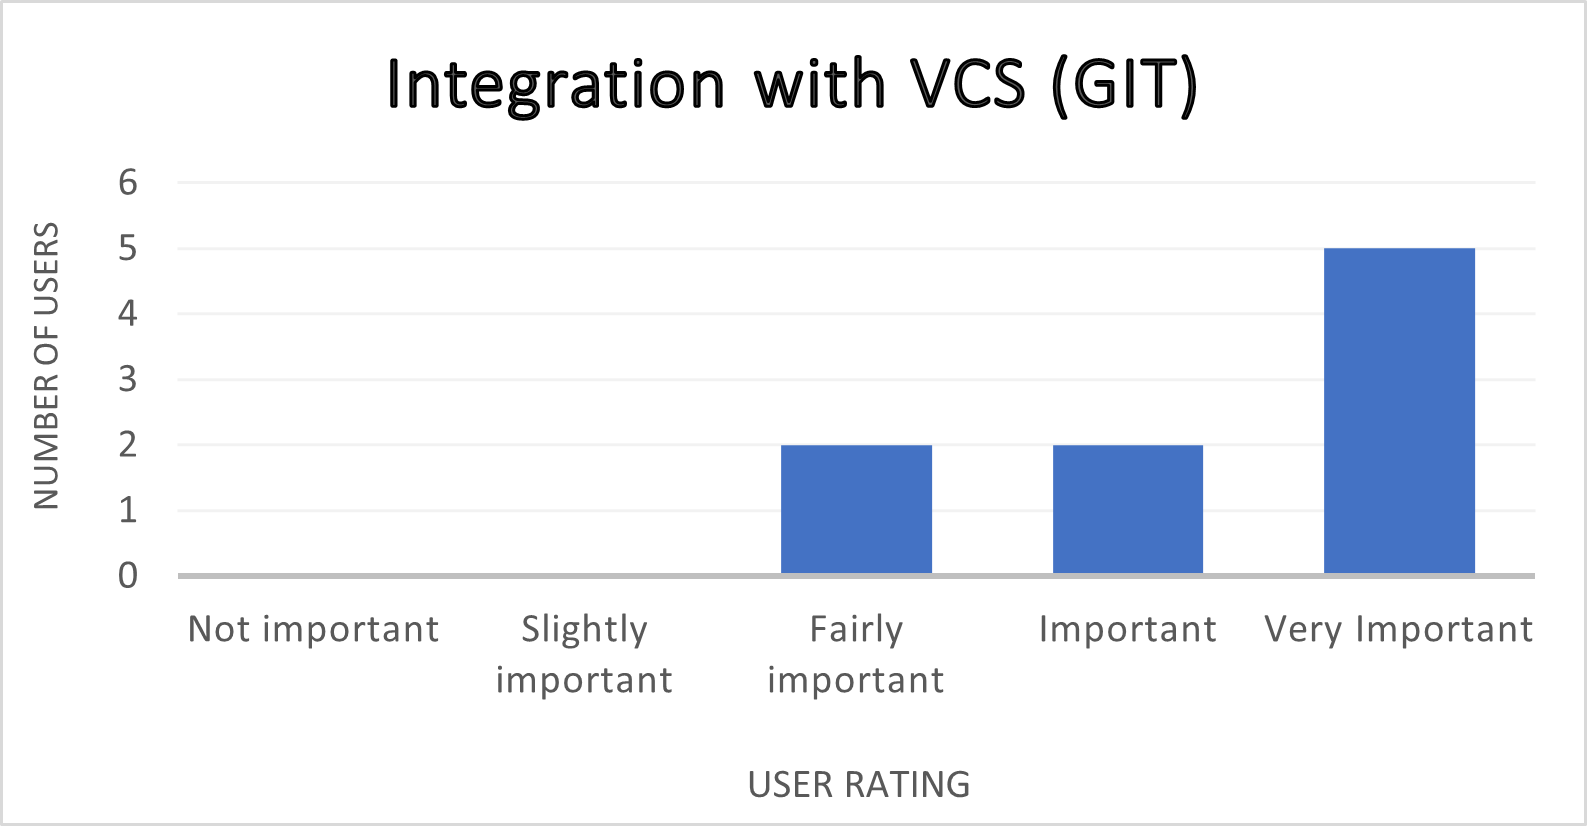 Integration with VCS (GIT)
NUMBER OF USERS
6
5
4
3
2
1
0
Not important
Slightly
important
Fairly
important
Important
Very Important
USER RATING